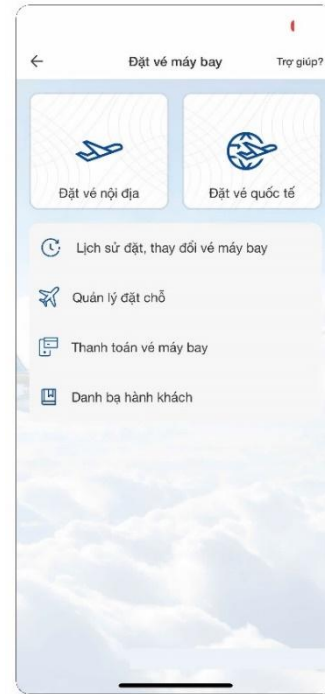 Đặt vé máy bay
Trợ giúp?
Đặt vé nội địa
Đặt vé quốc tế
Lịch sử đặt, thay đổi vé máy bay
Quản lý đặt chỗ
Thanh toán vé máy bay
Danh bạ hành khách